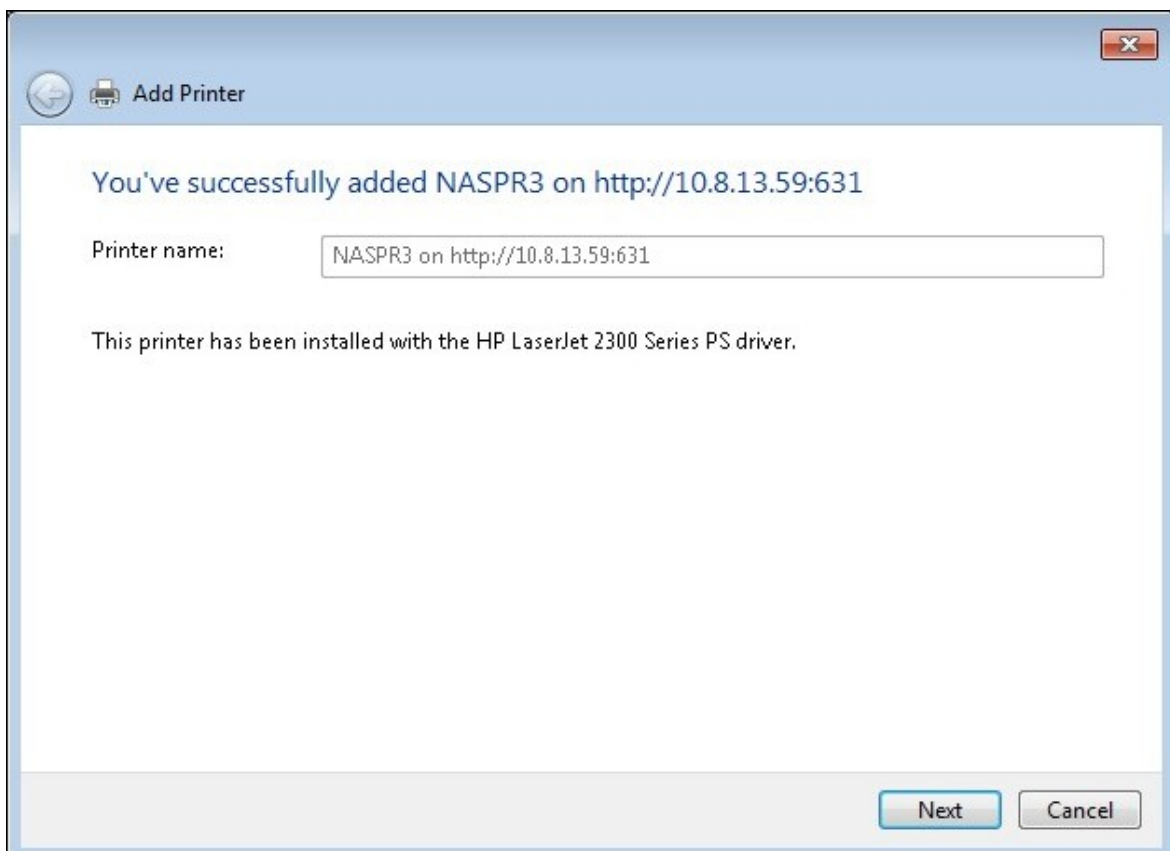 Add Printer
You've successfully added NASPR3 on http://10.8.13.59:631
Printer name:
NASPR3 on http://10.8.13.59:631
This printer has been installed with the HP LaserJet 2300 Series PS driver.
Next
Cancel